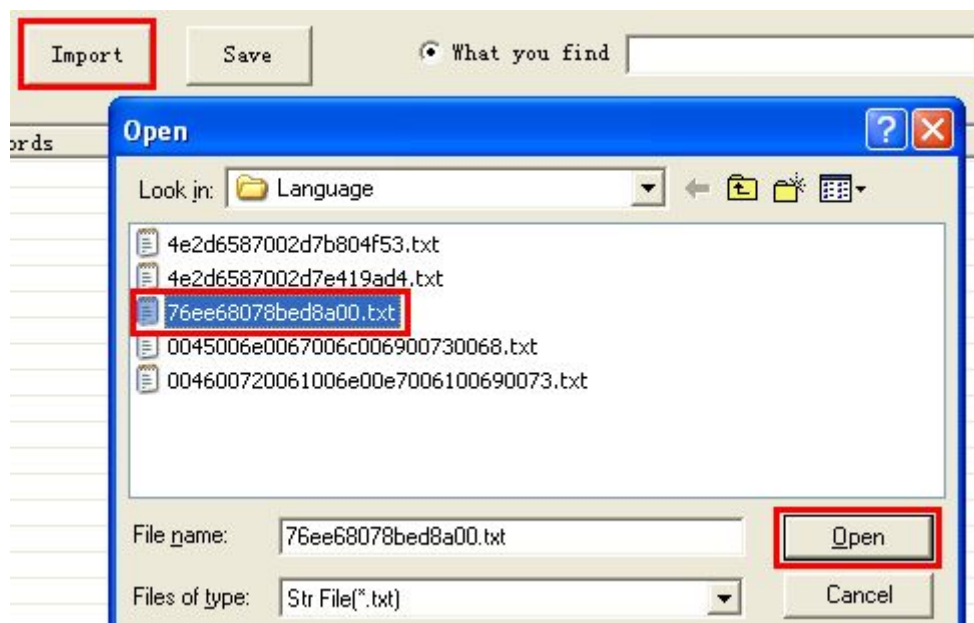 Import
Save
What you find
ords
Open
Look in: Language
4e2d6587002d7b804f53.txt
4e2d6587002d7e419ad4.txt
76ee68078bed8a00.txt
0045006e0067006c006900730068.txt
004600720061006e00e7006100690073.txt
File name: 76ee68078bed8a00.txt
Open
Files of type: Str File(*.txt)
Cancel